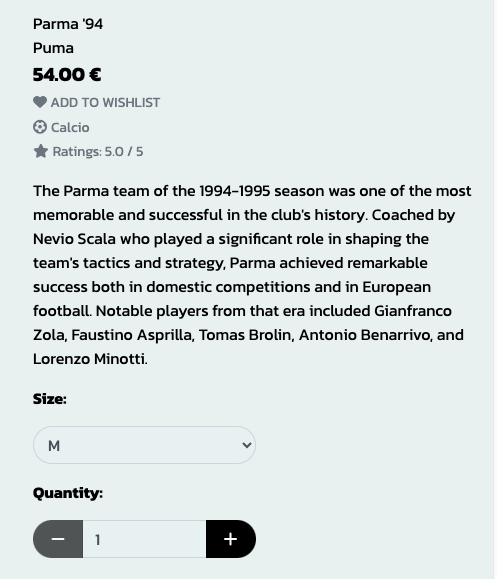 Parma '94
Puma
54.00 €
ADD TO WISHLIST
Calcio
Ratings: 5.0 / 5
The Parma team of the 1994-1995 season was one of the most
memorable and successful in the club's history. Coached by
Nevio Scala who played a significant role in shaping the
team's tactics and strategy, Parma achieved remarkable
success both in domestic competitions and in European
football. Notable players from that era included Gianfranco
Zola, Faustino Asprilla, Tomas Brolin, Antonio Benarrivo, and
Lorenzo Minotti.
Size:
M
Quantity:
− 1 +